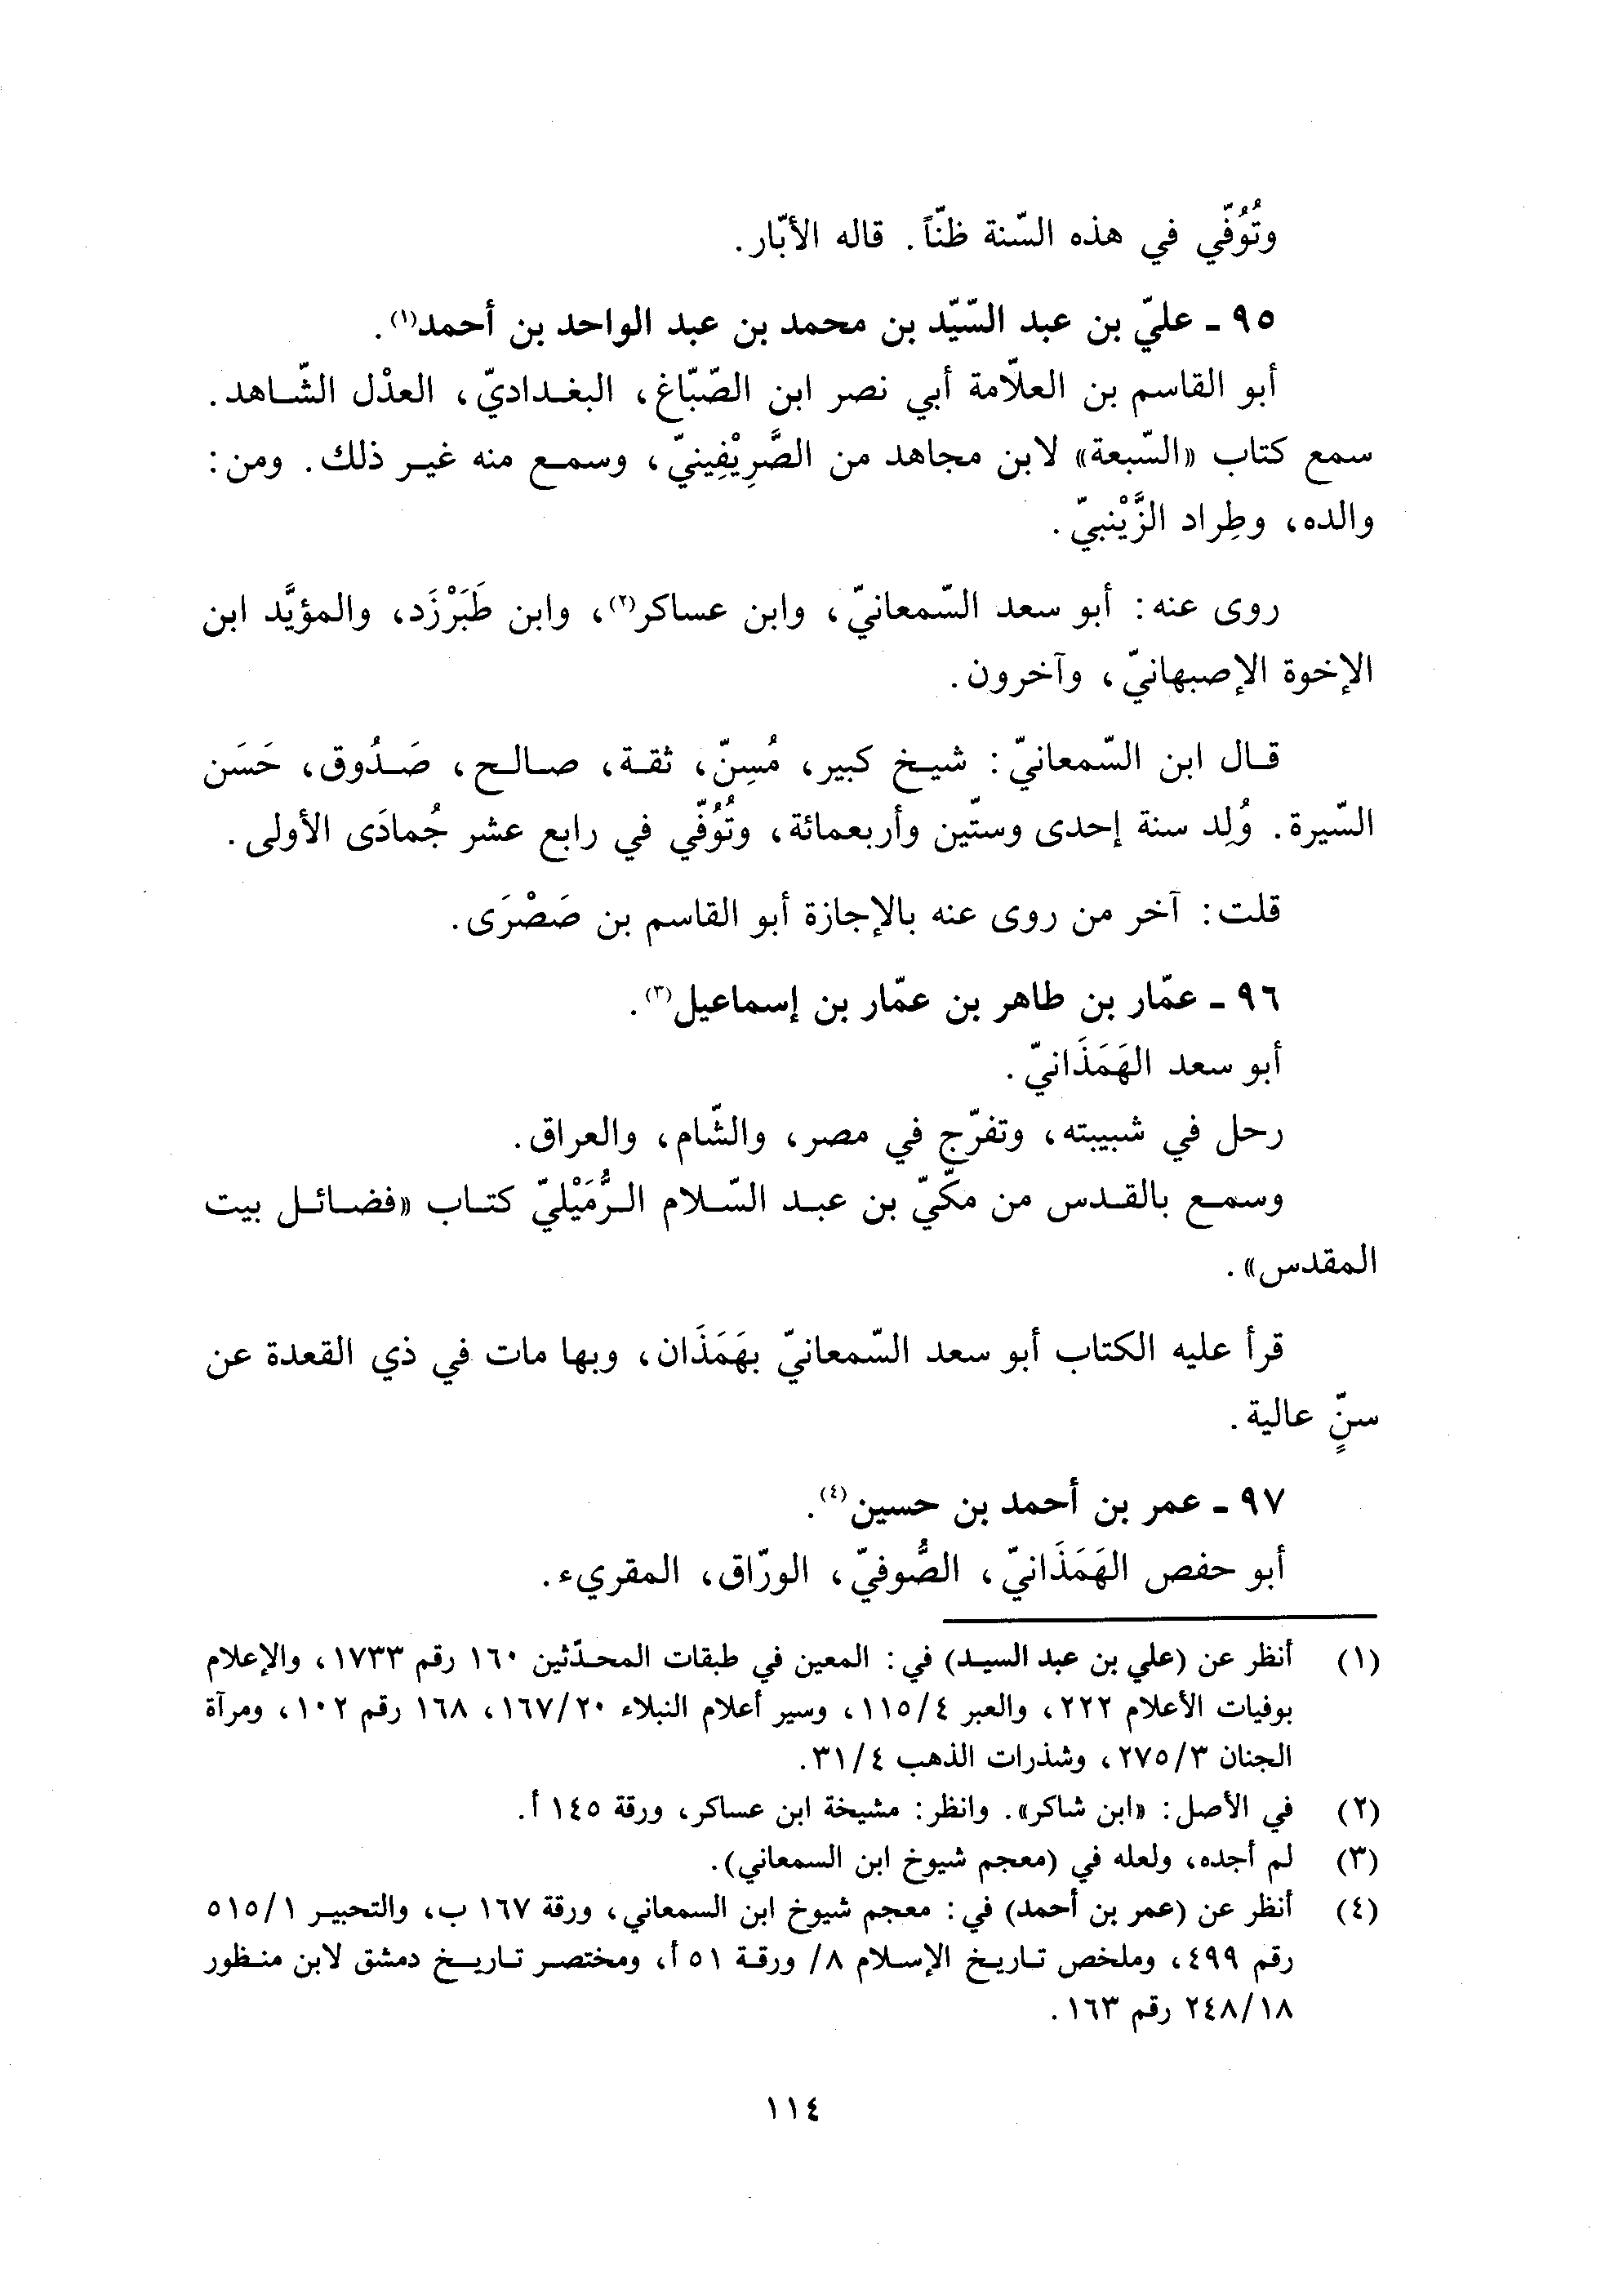 وتُوُفّي في هذه السّنة ظنّاً. قاله الأبّار.
٩٥ ـ عليّ بن عبد السّيّد بن محمد بن عبد الواحد بن أحمد(١).
أبو القاسم بن العلّامة أبي نصر ابن الصّبّاغ، البغداديّ، العدْل الشّاهد.
سمع كتاب «السّبعة» لابن مجاهد من الصَّرِيْفِينيّ، وسمع منه غير ذلك. ومن:
والده، وطِراد الزَّيْنبيّ.
روى عنه: أبو سعد السّمعانيّ، وابن عساكر(٢)، وابن طَبَرْزَد، والمؤيَّد ابن
الإخوة الإصبهانيّ، وآخرون.
قال ابن السّمعانيّ: شيخ كبير، مُسِنّ، ثقة، صالح، صَدُوق، حَسَن
السّيرة. وُلِد سنة إحدى وستّين وأربعمائة، وتُوُفّي في رابع عشر جُمادَى الأولى.
قلت: آخر من روى عنه بالإجازة أبو القاسم بن صَصْرَى.
٩٦ ـ عمّار بن طاهر بن عمّار بن إسماعيل(٣).
أبو سعد الهَمَذَانيّ.
رحل في شبيبته، وتفرّج في مصر، والشّام، والعراق.
وسمع بالقدس من مكّيّ بن عبد السّلام الرُّمَيْليّ كتاب «فضائل بيت
المقدس».
قرأ عليه الكتاب أبو سعد السّمعانيّ بهَمَذَان، وبها مات في ذي القعدة عن
سنٍّ عالية.
٩٧ ـ عمر بن أحمد بن حسين(٤).
أبو حفص الهَمَذَانيّ، الصُّوفيّ، الورّاق، المقريء.
(١) أنظر عن (علي بن عبد السيد) في: المعين في طبقات المحدّثين ١٦٠ رقم ١٧٣٣، والإعلام
بوفيات الأعلام ٢٢٢، والعبر ٤/١١٥، وسير أعلام النبلاء ٢٠/١٦٧، ١٦٨ رقم ١٠٢، ومرآة
الجنان ٣/٢٧٥، وشذرات الذهب ٤/٣١.
(٢) في الأصل: «ابن شاكر». وانظر: مشيخة ابن عساكر، ورقة ١٤٥ أ.
(٣) لم أجده، ولعله في (معجم شيوخ ابن السمعاني).
(٤) أنظر عن (عمر بن أحمد) في: معجم شيوخ ابن السمعاني، ورقة ١٦٧ ب، والتحبير ١/٥١٥
رقم ٤٩٩، وملخص تاريخ الإسلام ٨/ ورقة ٥١ أ، ومختصر تاريخ دمشق لابن منظور
١٨/٢٤٨ رقم ١٦٣.
١١٤